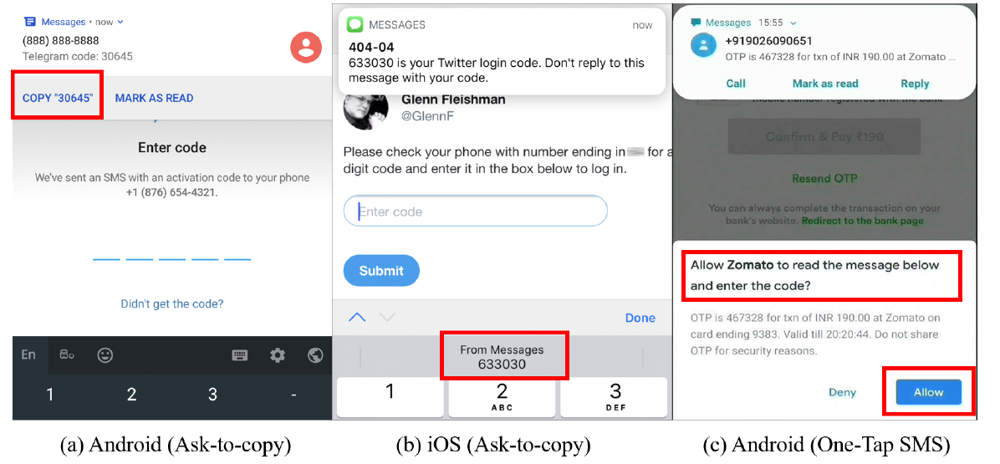 Messages • now
(888) 888-8888
Telegram code: 30645
COPY "30645"
MARK AS READ
Enter code
We've sent an SMS with an activation code to your phone
+1 (876) 654-4321.
Didn't get the code?
En
1 2 3 -
(a) Android (Ask-to-copy)
MESSAGES
now
404-04
633030 is your Twitter login code. Don't reply to this
message with your code.
Glenn Fleishman
@GlennF
Please check your phone with number ending in for a
digit code and enter it in the box below to log in.
Enter code
Submit
Done
From Messages
633030
1 2 3
ABC DEF
(b) iOS (Ask-to-copy)
Messages 15:55
+919026090651
OTP is 467328 for txn of INR 190.00 at Zomato ...
Call Mark as read Reply
mobile number registered with the bank
Confirm & Pay ₹190
Resend OTP
You can always complete the transaction on your
bank's website. Redirect to the bank page
Allow Zomato to read the message below
and enter the code?
OTP is 467328 for txn of INR 190.00 at Zomato on
card ending 9383. Valid till 20:20:44. Do not share
OTP for security reasons.
Deny Allow
(c) Android (One-Tap SMS)